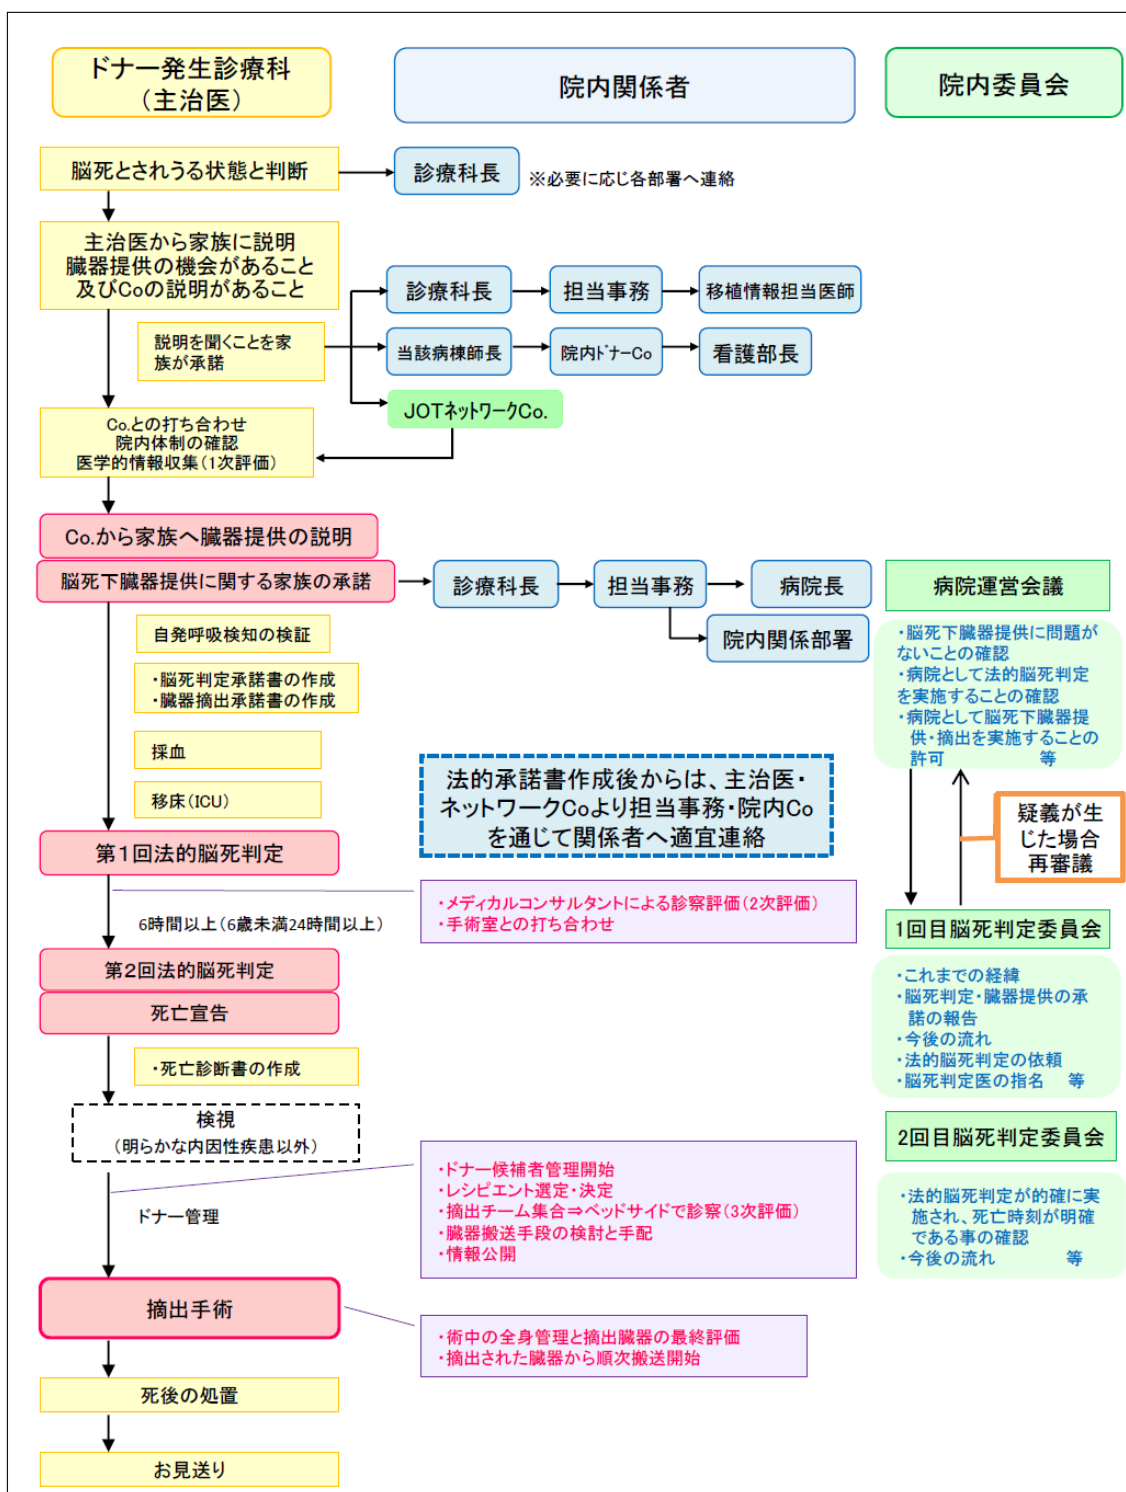 ドナー発生診療科
（主治医）
院内関係者
院内委員会
脳死とされうる状態と判断
診療科長
※必要に応じ各部署へ連絡
主治医から家族に説明
臓器提供の機会があること
及びCoの説明があること
診療科長
担当事務
移植情報担当医師
説明を聞くことを家
族が承諾
当該病棟師長
院内ﾄﾞﾅｰCo
看護部長
JOTﾈｯﾄﾜｰｸCo.
Co.との打ち合わせ
院内体制の確認
医学的情報収集（1次評価）
Co.から家族へ臓器提供の説明
脳死下臓器提供に関する家族の承諾
診療科長
担当事務
病院長
院内関係部署
病院運営会議
・脳死下臓器提供に問題が
ないことの確認
・病院として法的脳死判定
を実施することの確認
・病院として脳死下臓器提
供・摘出を実施することの
許可　　　　　　等
自発呼吸検知の検証
・脳死判定承諾書の作成
・臓器摘出承諾書の作成
採血
移床（ICU）
法的承諾書作成後からは、主治医・
ネットワークCoより担当事務・院内Co
を通じて関係者へ適宜連絡
疑義が生
じた場合
再審議
第１回法的脳死判定
・メディカルコンサルタントによる診察評価（2次評価）
・手術室との打ち合わせ
6時間以上（6歳未満24時間以上）
1回目脳死判定委員会
第２回法的脳死判定
死亡宣告
・これまでの経緯
・脳死判定・臓器提供の承
諾の報告
・今後の流れ
・法的脳死判定の依頼
・脳死判定医の指名　等
・死亡診断書の作成
検視
（明らかな内因性疾患以外）
2回目脳死判定委員会
・ドナー候補者管理開始
・レシピエント選定・決定
・摘出チーム集合⇒ベッドサイドで診察（3次評価）
・臓器搬送手段の検討と手配
・情報公開
・法的脳死判定が的確に実
施され、死亡時刻が明確
である事の確認
・今後の流れ　　　　等
ドナー管理
摘出手術
・術中の全身管理と摘出臓器の最終評価
・摘出された臓器から順次搬送開始
死後の処置
お見送り